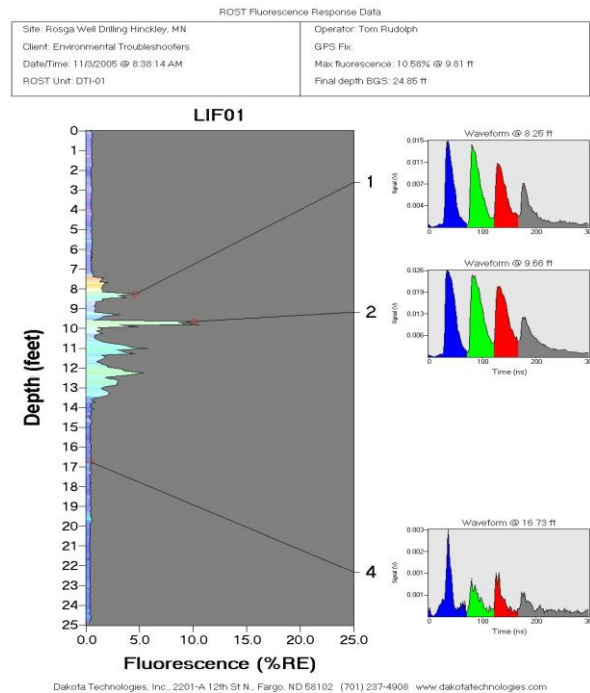 ROST Fluorescence Response Data
Site: Rosga Well Drilling Hinckley, MN
Client: Environmental Troubleshooters
Date/Time: 11/3/2005 @ 8:38:14 AM
ROST Unit: DTI-01
Operator: Tom Rudolph
GPS Fix:
Max fluorescence: 10.58% @ 9.81 ft
Final depth BGS: 24.85 ft
LIF01
Depth (feet)
0
1
2
3
4
5
6
7
8
9
10
11
12
13
14
15
16
17
18
19
20
21
22
23
24
25
0.0 5.0 10.0 15.0 20.0 25.0
Fluorescence (%RE)
1
2
4
Waveform @ 8.25 ft
Signal (V)
0.015
0.011
0.007
0.004
0 100 200 300
Waveform @ 9.66 ft
Signal (V)
0.026
0.019
0.013
0.006
0 100 200 300
Time (ns)
Waveform @ 16.73 ft
Signal (V)
0.003
0.002
0.001
0.001
0 100 200 300
Time (ns)
Dakota Technologies, Inc., 2201-A 12th St N., Fargo, ND 58102 (701) 237-4908 www.dakotatechnologies.com